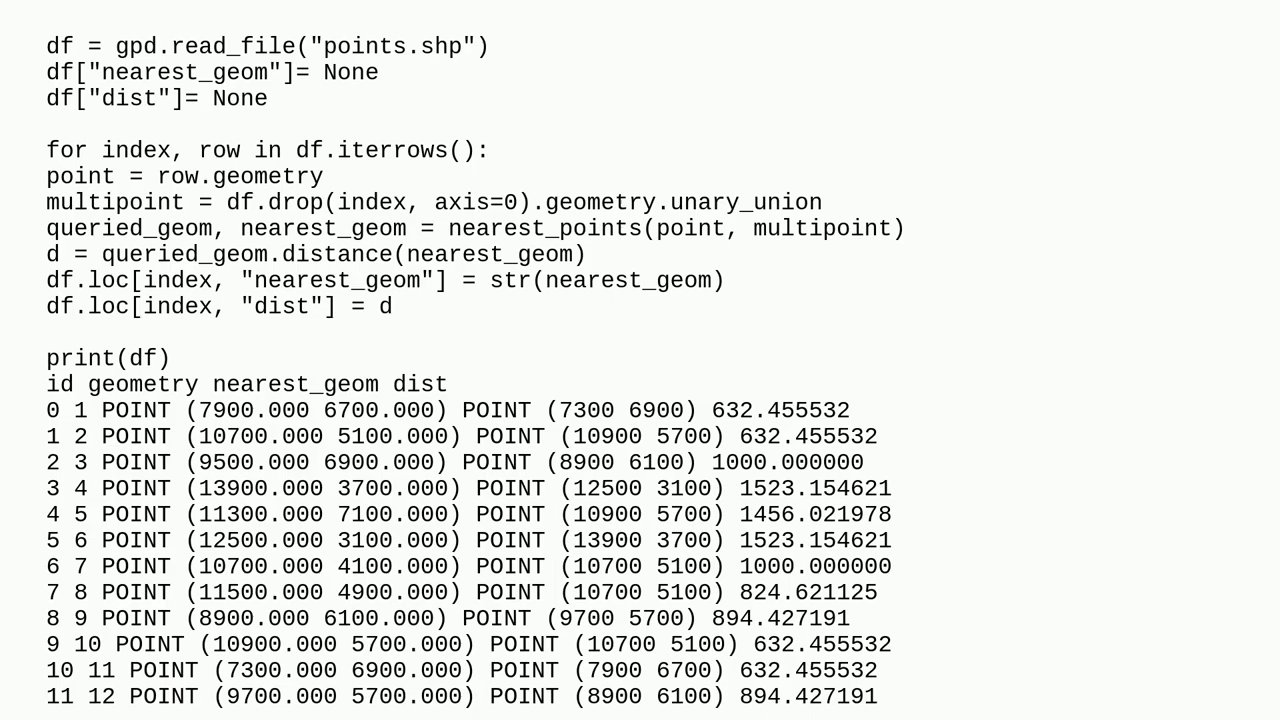 df = gpd.read_file("points.shp")
df["nearest_geom"]= None
df["dist"]= None
for index, row in df.iterrows():
point = row.geometry
multipoint = df.drop(index, axis=0).geometry.unary_union
queried_geom, nearest_geom = nearest_points(point, multipoint)
d = queried_geom.distance(nearest_geom)
df.loc[index, "nearest_geom"] = str(nearest_geom)
df.loc[index, "dist"] = d
print(df)
id geometry nearest_geom dist
0 1 POINT (7900.000 6700.000) POINT (7300 6900) 632.455532
1 2 POINT (10700.000 5100.000) POINT (10900 5700) 632.455532
2 3 POINT (9500.000 6900.000) POINT (8900 6100) 1000.000000
3 4 POINT (13900.000 3700.000) POINT (12500 3100) 1523.154621
4 5 POINT (11300.000 7100.000) POINT (10900 5700) 1456.021978
5 6 POINT (12500.000 3100.000) POINT (13900 3700) 1523.154621
6 7 POINT (10700.000 4100.000) POINT (10700 5100) 1000.000000
7 8 POINT (11500.000 4900.000) POINT (10700 5100) 824.621125
8 9 POINT (8900.000 6100.000) POINT (9700 5700) 894.427191
9 10 POINT (10900.000 5700.000) POINT (10700 5100) 632.455532
10 11 POINT (7300.000 6900.000) POINT (7900 6700) 632.455532
11 12 POINT (9700.000 5700.000) POINT (8900 6100) 894.427191